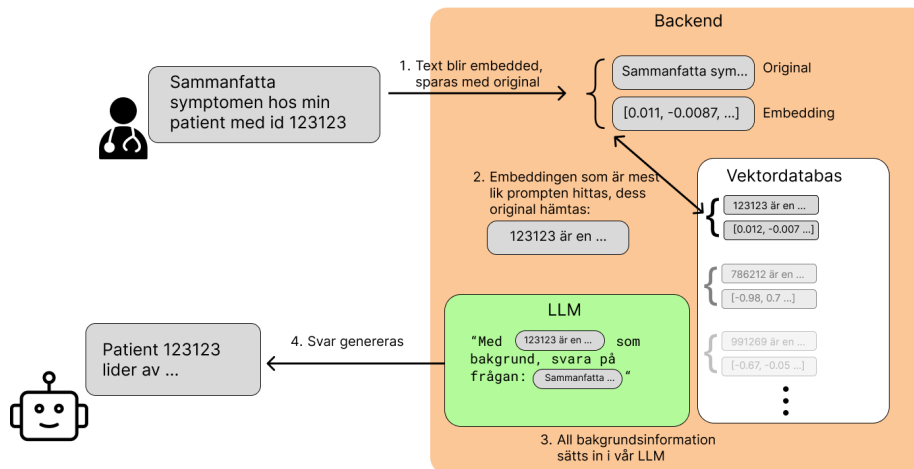 Backend
Sammanfatta
symptomen hos min
patient med id 123123
1. Text blir embedded,
sparas med original
Sammanfatta sym...
Original
[0.011, -0.0087, ...]
Embedding
2. Embeddingen som är mest
lik prompten hittas, dess
original hämtas:
123123 är en ...
Vektordatabas
123123 är en ...
[0.012, -0.007 ...]
786212 är en ...
[-0.98, 0.7 ...]
991269 är en ...
[-0.67, -0.05 ...]
LLM
"Med 123123 är en ... som
bakgrund, svara på
frågan: Sammanfatta ... "
4. Svar genereras
Patient 123123
lider av ...
3. All bakgrundsinformation
sätts in i vår LLM